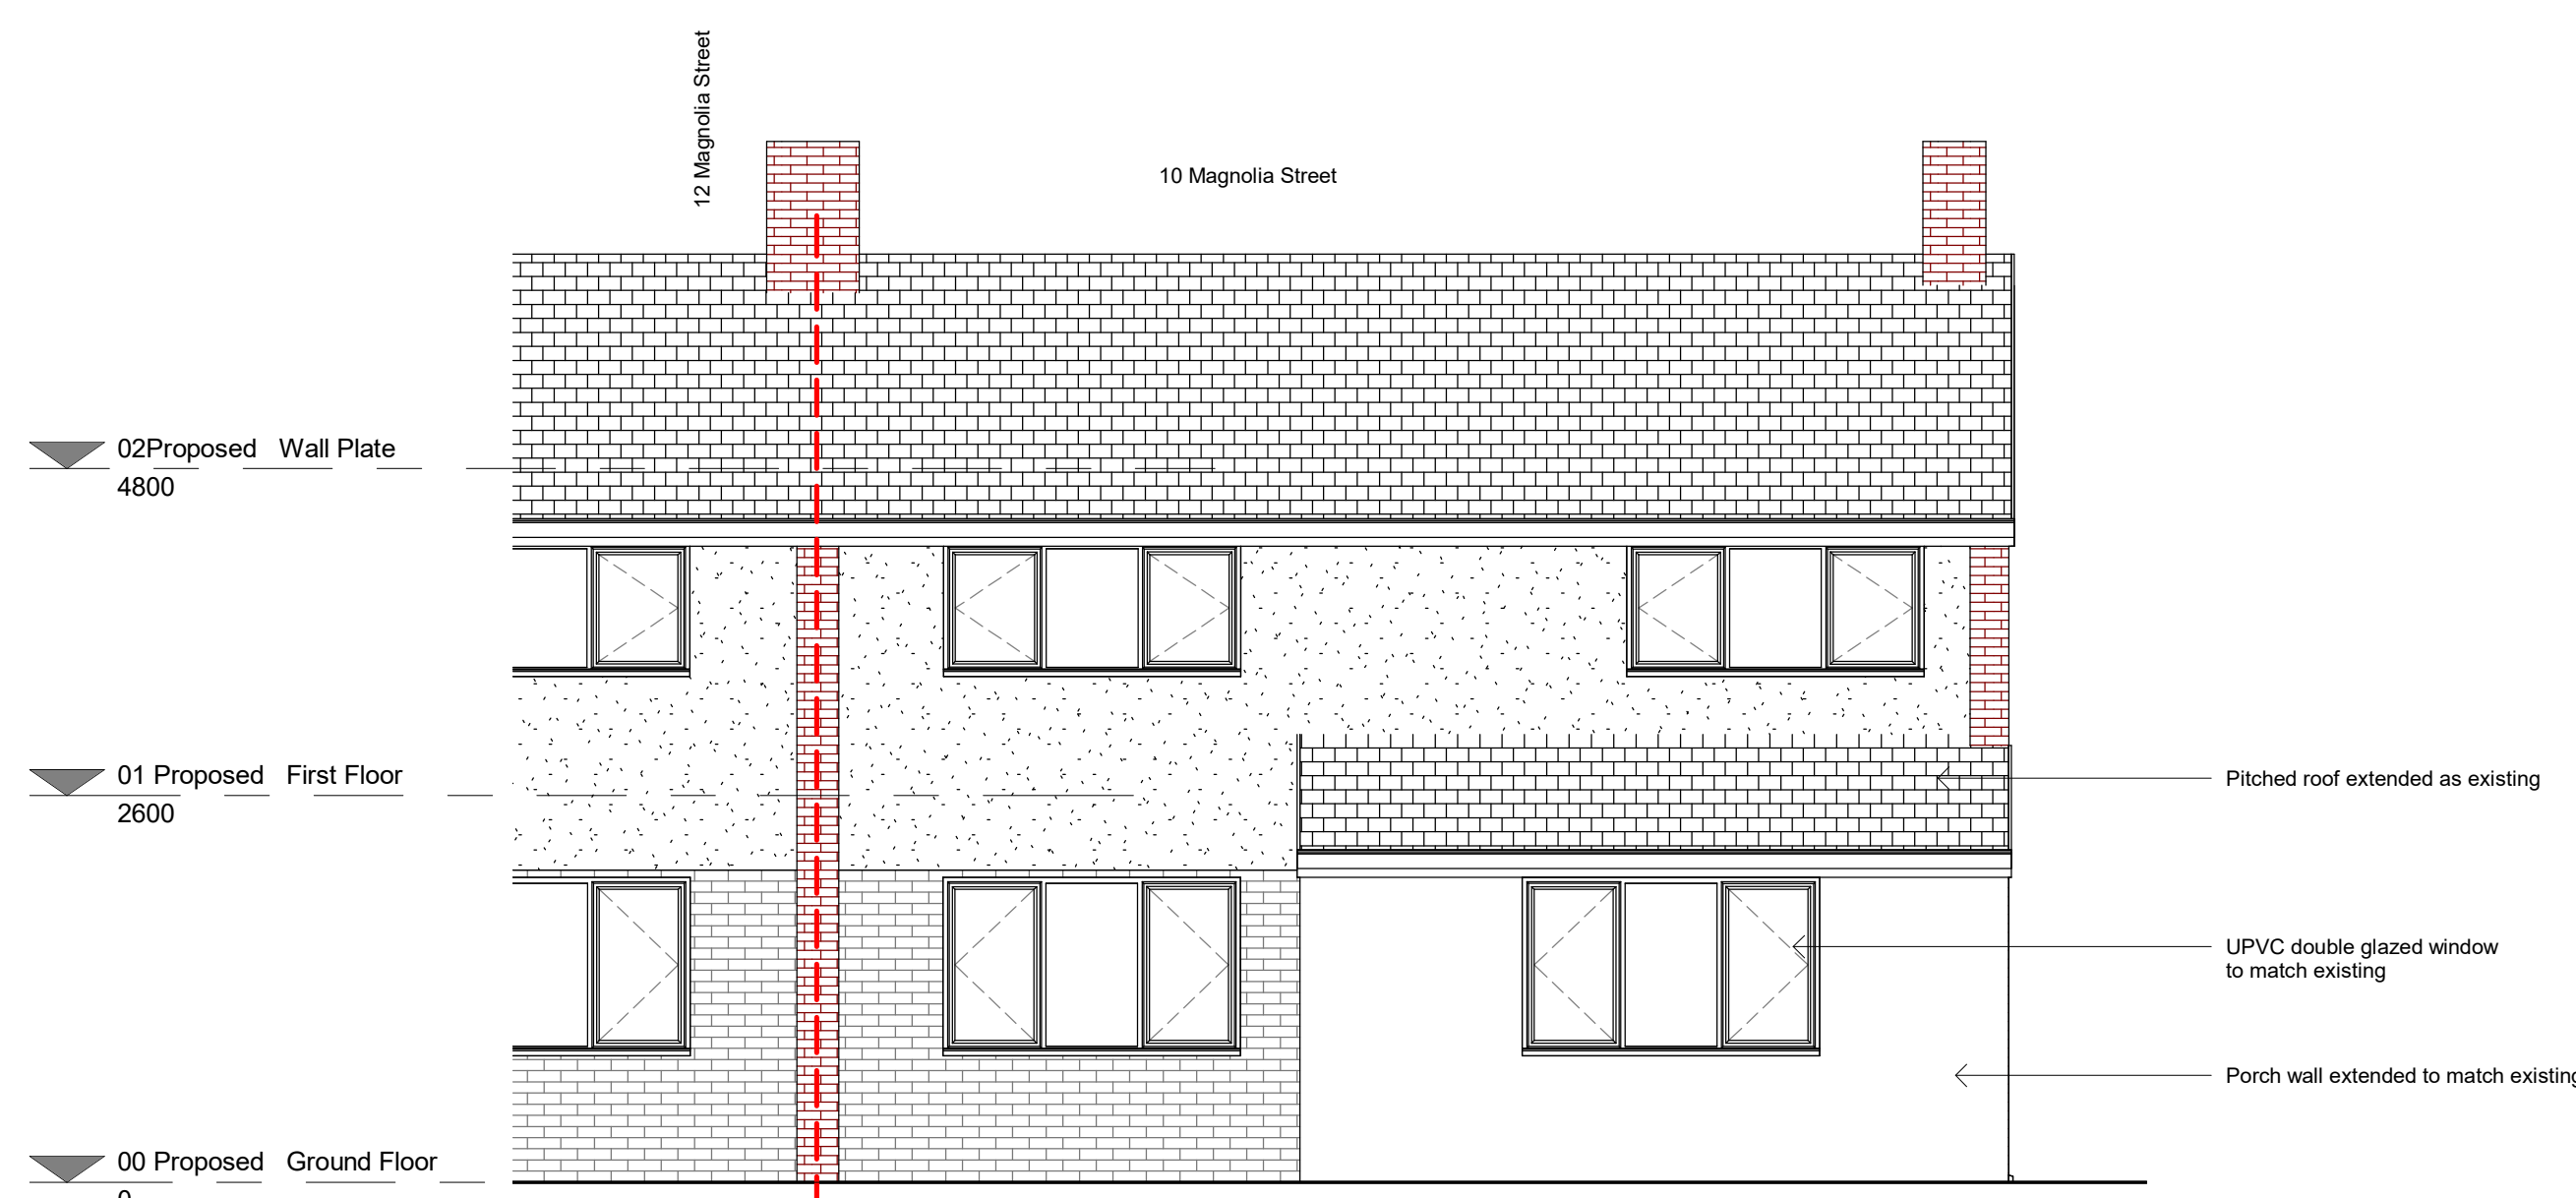 12 Magnolia Street
10 Magnolia Street
02Proposed Wall Plate
4800
01 Proposed First Floor
2600
Pitched roof extended as existing
UPVC double glazed window
to match existing
Porch wall extended to match existing
00 Proposed Ground Floor
0